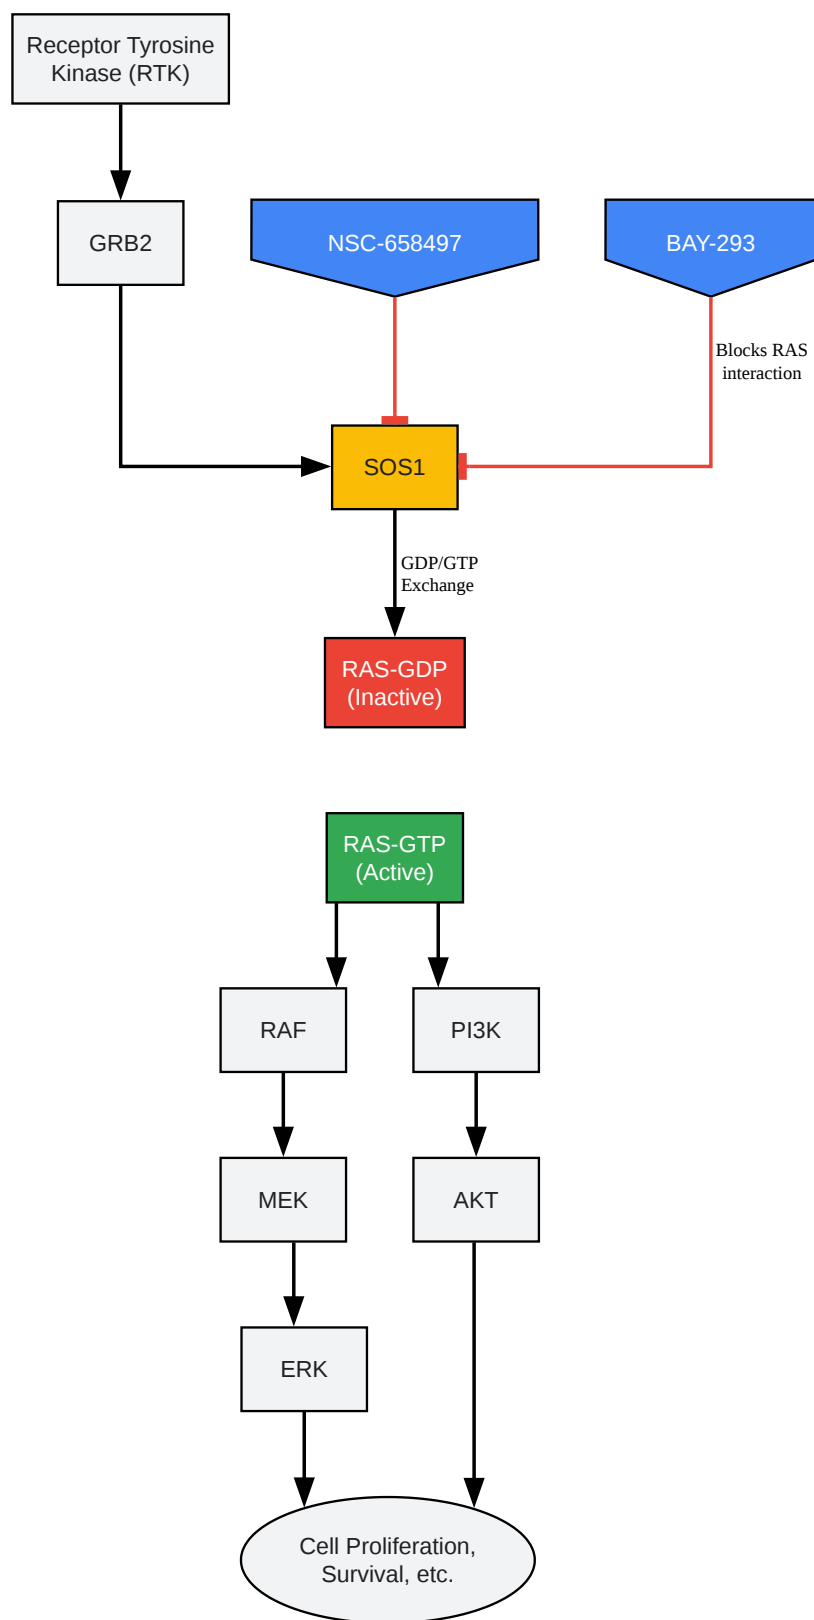 Receptor Tyrosine
Kinase (RTK)
GRB2
NSC-658497
BAY-293
Blocks RAS
interaction
SOS1
GDP/GTP
Exchange
RAS-GDP
(Inactive)
RAS-GTP
(Active)
RAF
PI3K
MEK
AKT
ERK
Cell Proliferation,
Survival, etc.